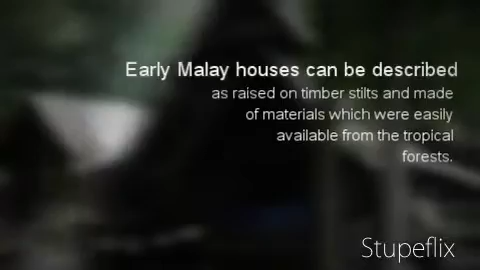 Early Malay houses can be described
as raised on timber stilts and made
of materials which were easily
available from the tropical
forests.
Stupeflix